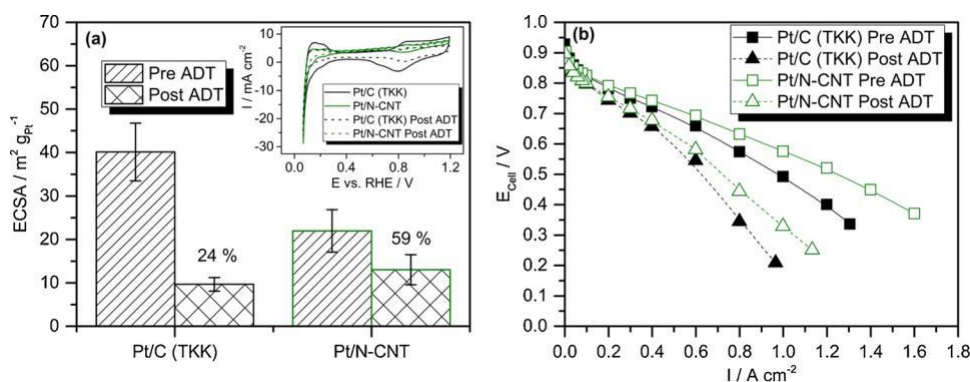 (a)
ECSA / m² g⁻¹Pt
70
60
50
40
30
20
10
0
Pre ADT
Post ADT
24 %
59 %
Pt/C (TKK)
Pt/N-CNT
I / mA cm⁻²
10
0
-10
-20
-30
Pt/C (TKK)
Pt/N-CNT
Pt/C (TKK) Post ADT
Pt/N-CNT Post ADT
0.0 0.4 0.8 1.2
E vs. RHE / V
(b)
E_Cell / V
1.0
0.9
0.8
0.7
0.6
0.5
0.4
0.3
0.2
0.1
0.0
Pt/C (TKK) Pre ADT
Pt/C (TKK) Post ADT
Pt/N-CNT Pre ADT
Pt/N-CNT Post ADT
0.0 0.2 0.4 0.6 0.8 1.0 1.2 1.4 1.6 1.8
I / A cm⁻²